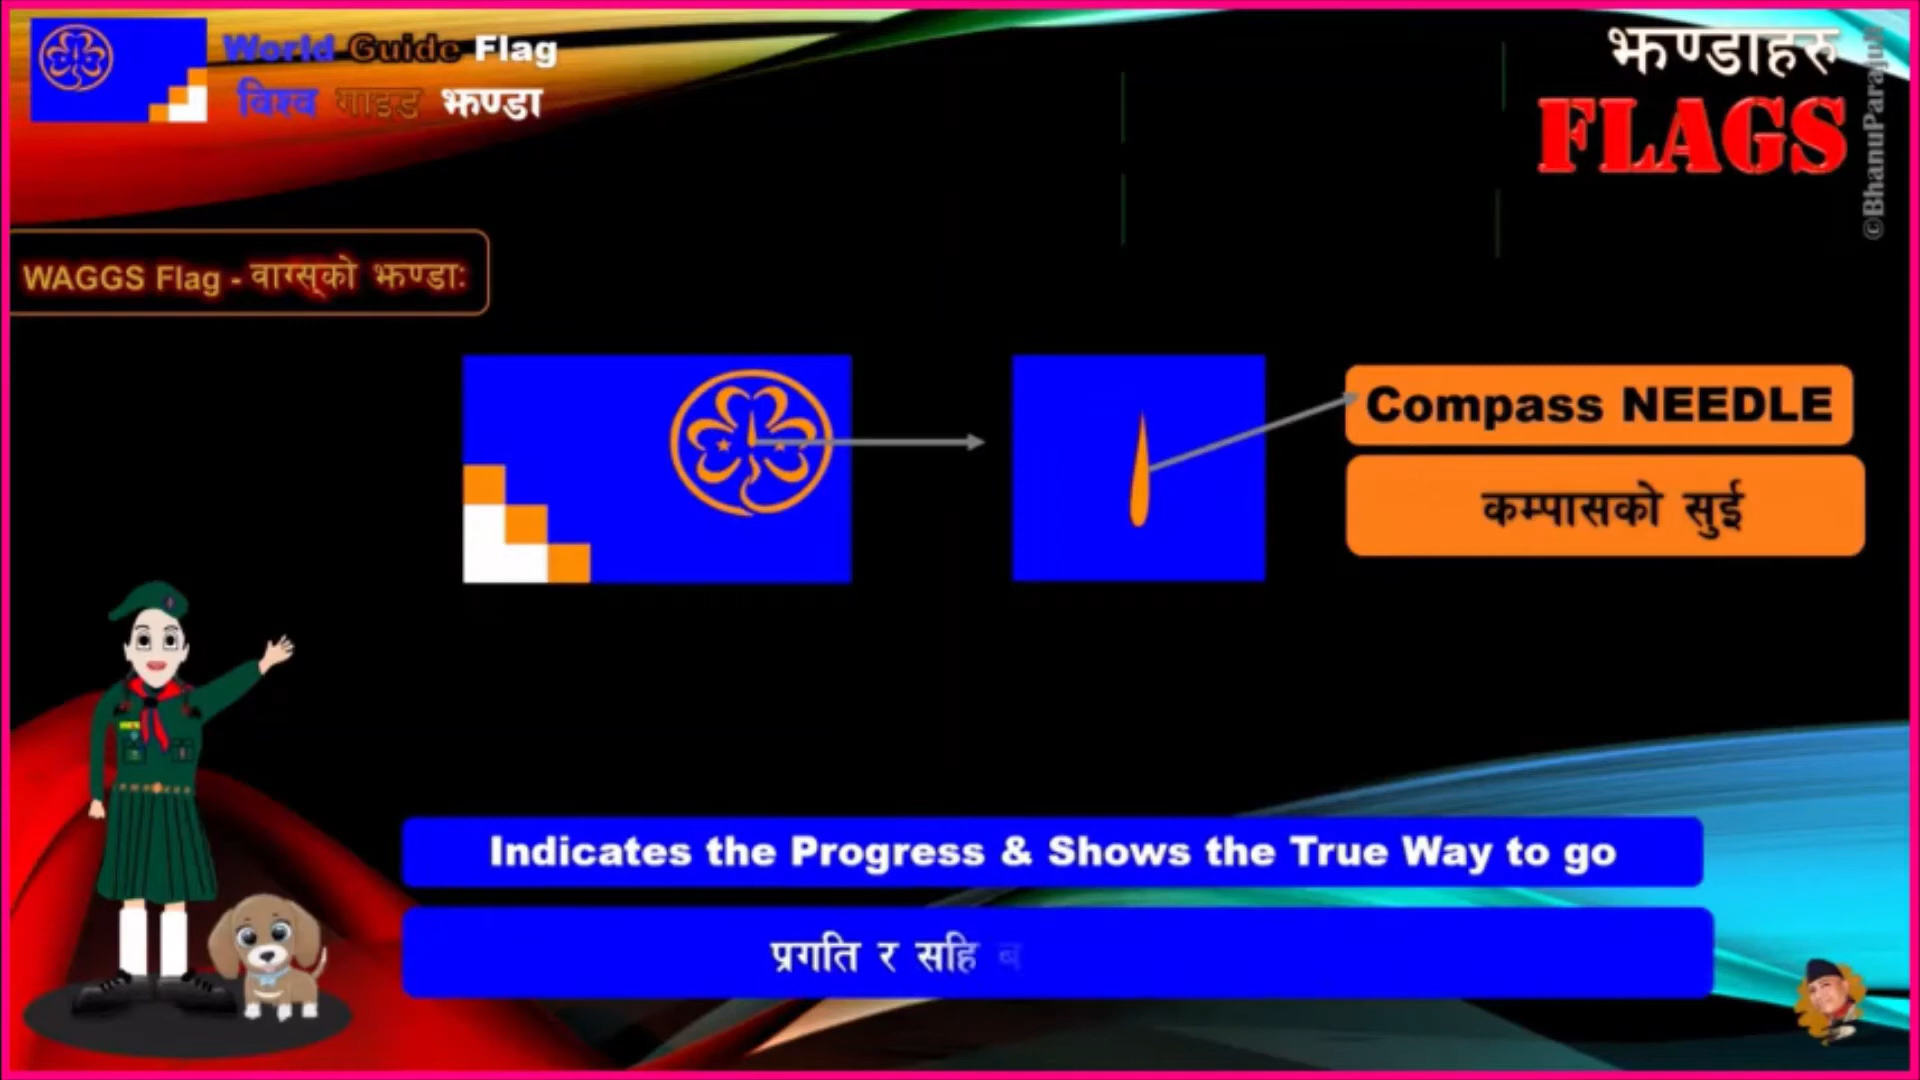 World Guide Flag
विश्व गाइड झण्डा
झण्डाहरु
FLAGS
©BhanuParajuli
WAGGS Flag - वाग्स्को झण्डा:
Compass NEEDLE
कम्पासको सुई
Indicates the Progress & Shows the True Way to go
प्रगति र सहि